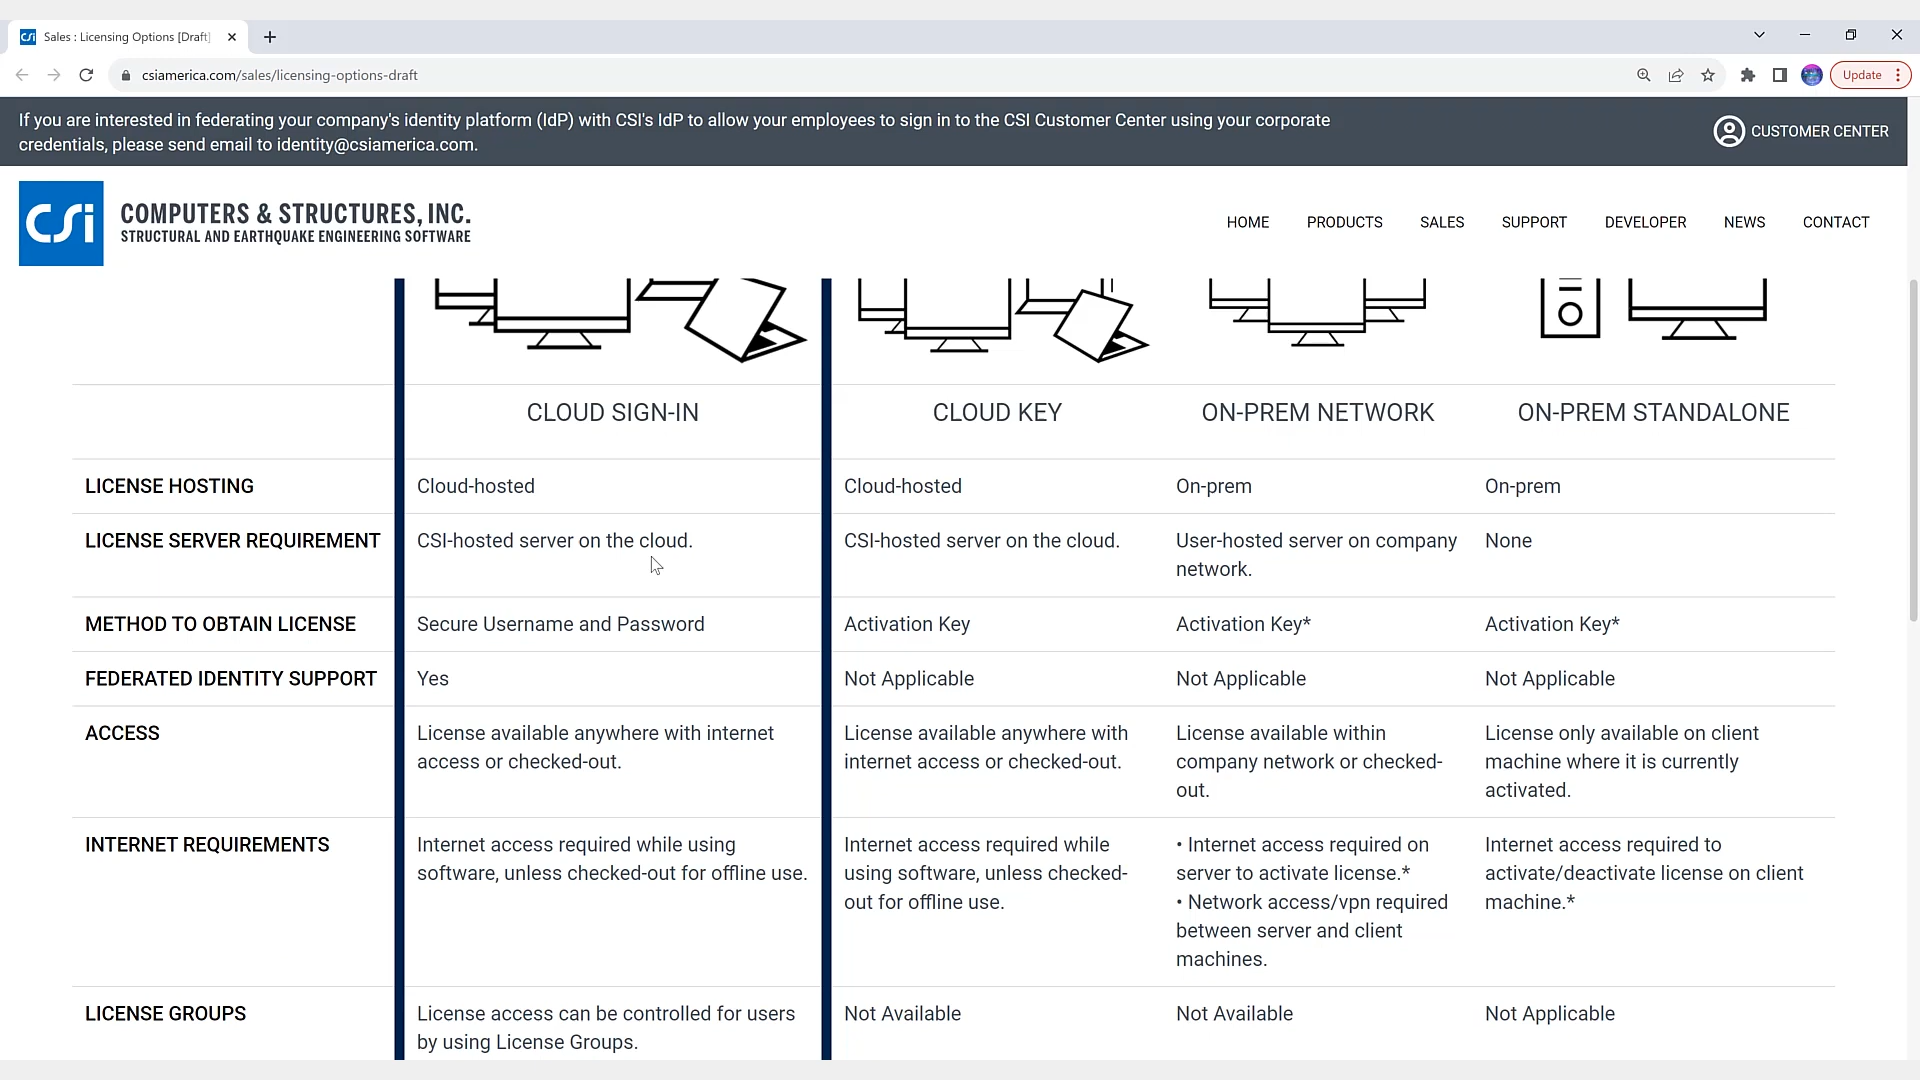 CSi Sales : Licensing Options [Draft]
csiamerica.com/sales/licensing-options-draft
Update
If you are interested in federating your company's identity platform (IdP) with CSI's IdP to allow your employees to sign in to the CSI Customer Center using your corporate
credentials, please send email to identity@csiamerica.com.
CUSTOMER CENTER
CSi
COMPUTERS & STRUCTURES, INC.
STRUCTURAL AND EARTHQUAKE ENGINEERING SOFTWARE
HOME PRODUCTS SALES SUPPORT DEVELOPER NEWS CONTACT
CLOUD SIGN-IN CLOUD KEY ON-PREM NETWORK ON-PREM STANDALONE
LICENSE HOSTING Cloud-hosted Cloud-hosted On-prem On-prem
LICENSE SERVER REQUIREMENT CSI-hosted server on the cloud. CSI-hosted server on the cloud. User-hosted server on company None
network.
METHOD TO OBTAIN LICENSE Secure Username and Password Activation Key Activation Key* Activation Key*
FEDERATED IDENTITY SUPPORT Yes Not Applicable Not Applicable Not Applicable
ACCESS License available anywhere with internet License available anywhere with License available within License only available on client
access or checked-out. internet access or checked-out. company network or checked- machine where it is currently
out. activated.
INTERNET REQUIREMENTS Internet access required while using Internet access required while • Internet access required on Internet access required to
software, unless checked-out for offline use. using software, unless checked- server to activate license.* activate/deactivate license on client
out for offline use. • Network access/vpn required machine.*
between server and client
machines.
LICENSE GROUPS License access can be controlled for users Not Available Not Available Not Applicable
by using License Groups.